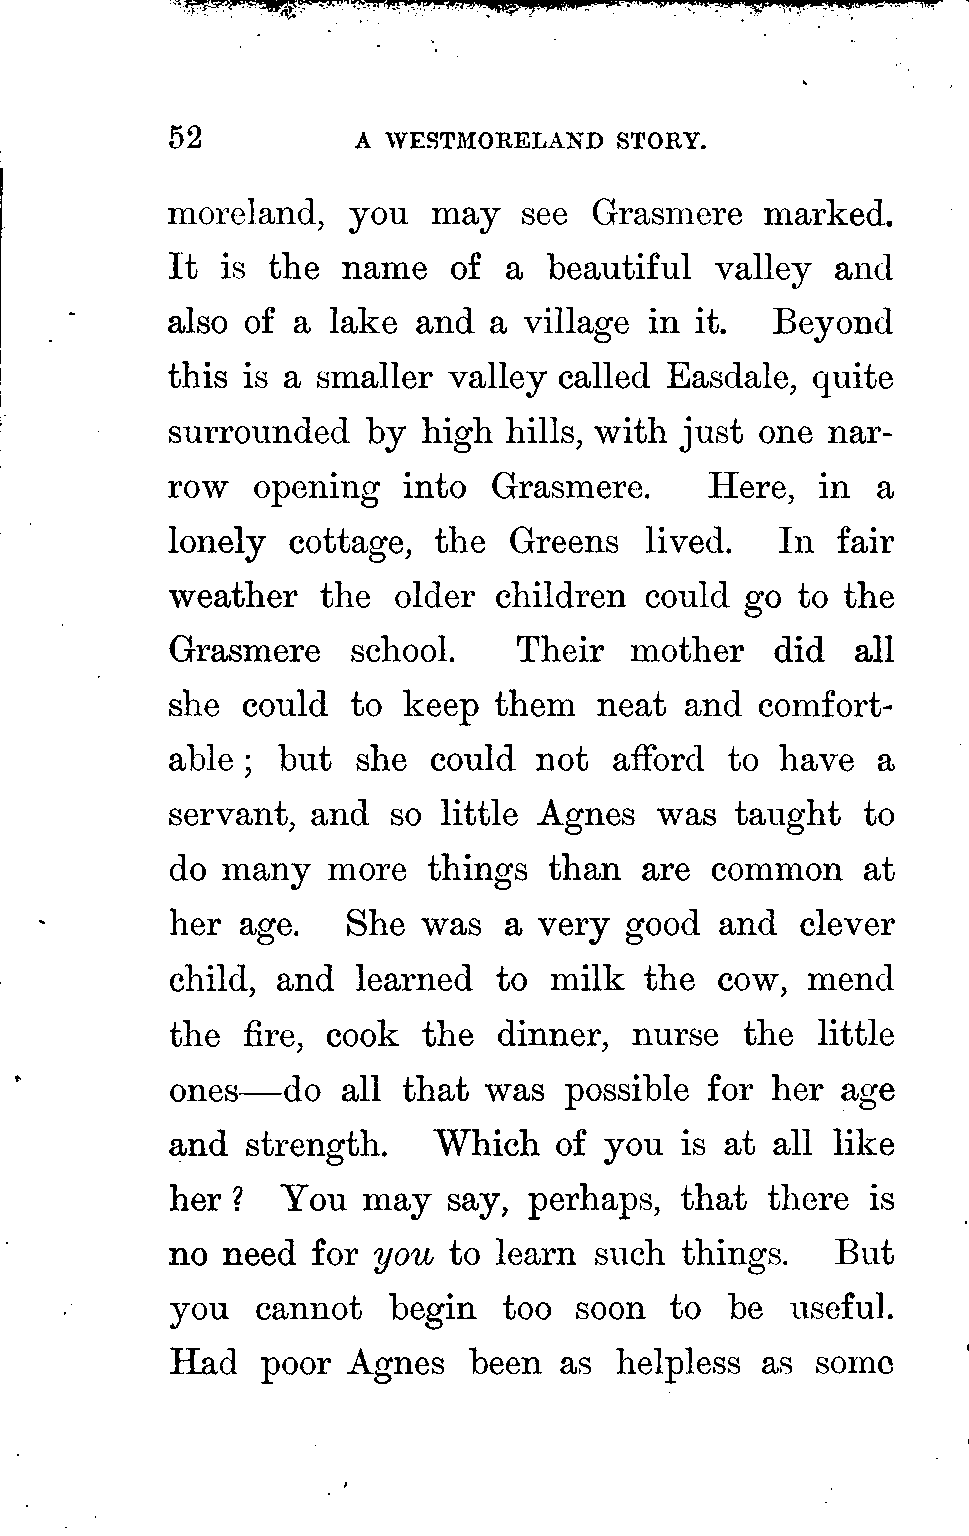 52 A WESTMORELAND STORY.
moreland, you may see Grasmere marked.
It is the name of a beautiful valley and
also of a lake and a village in it. Beyond
this is a smaller valley called Easdale, quite
surrounded by high hills, with just one nar-
row opening into Grasmere. Here, in a
lonely cottage, the Greens lived. In fair
weather the older children could go to the
Grasmere school. Their mother did all
she could to keep them neat and comfort-
able ; but she could not afford to have a
servant, and so little Agnes was taught to
do many more things than are common at
her age. She was a very good and clever
child, and learned to milk the cow, mend
the fire, cook the dinner, nurse the little
ones—do all that was possible for her age
and strength. Which of you is at all like
her ? You may say, perhaps, that there is
no need for you to learn such things. But
you cannot begin too soon to be useful.
Had poor Agnes been as helpless as some